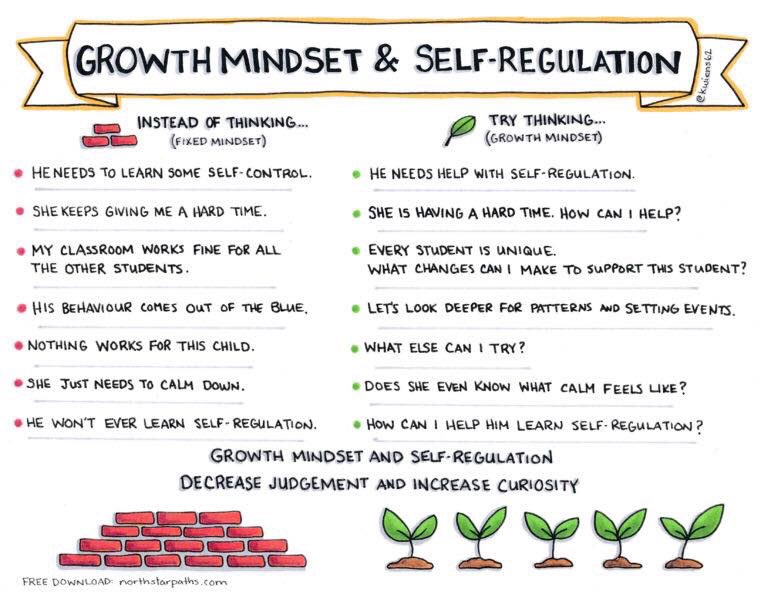 GROWTH MINDSET & SELF-REGULATION
@kwiens62
INSTEAD OF THINKING...
(FIXED MINDSET)
TRY THINKING...
(GROWTH MINDSET)
HE NEEDS TO LEARN SOME SELF-CONTROL.
HE NEEDS HELP WITH SELF-REGULATION.
SHE KEEPS GIVING ME A HARD TIME.
SHE IS HAVING A HARD TIME. HOW CAN I HELP?
MY CLASSROOM WORKS FINE FOR ALL
THE OTHER STUDENTS.
EVERY STUDENT IS UNIQUE.
WHAT CHANGES CAN I MAKE TO SUPPORT THIS STUDENT?
HIS BEHAVIOUR COMES OUT OF THE BLUE.
LET'S LOOK DEEPER FOR PATTERNS AND SETTING EVENTS.
NOTHING WORKS FOR THIS CHILD.
WHAT ELSE CAN I TRY?
SHE JUST NEEDS TO CALM DOWN.
DOES SHE EVEN KNOW WHAT CALM FEELS LIKE?
HE WON'T EVER LEARN SELF-REGULATION.
HOW CAN I HELP HIM LEARN SELF-REGULATION?
GROWTH MINDSET AND SELF-REGULATION
DECREASE JUDGEMENT AND INCREASE CURIOSITY
FREE DOWNLOAD: northstarpaths.com